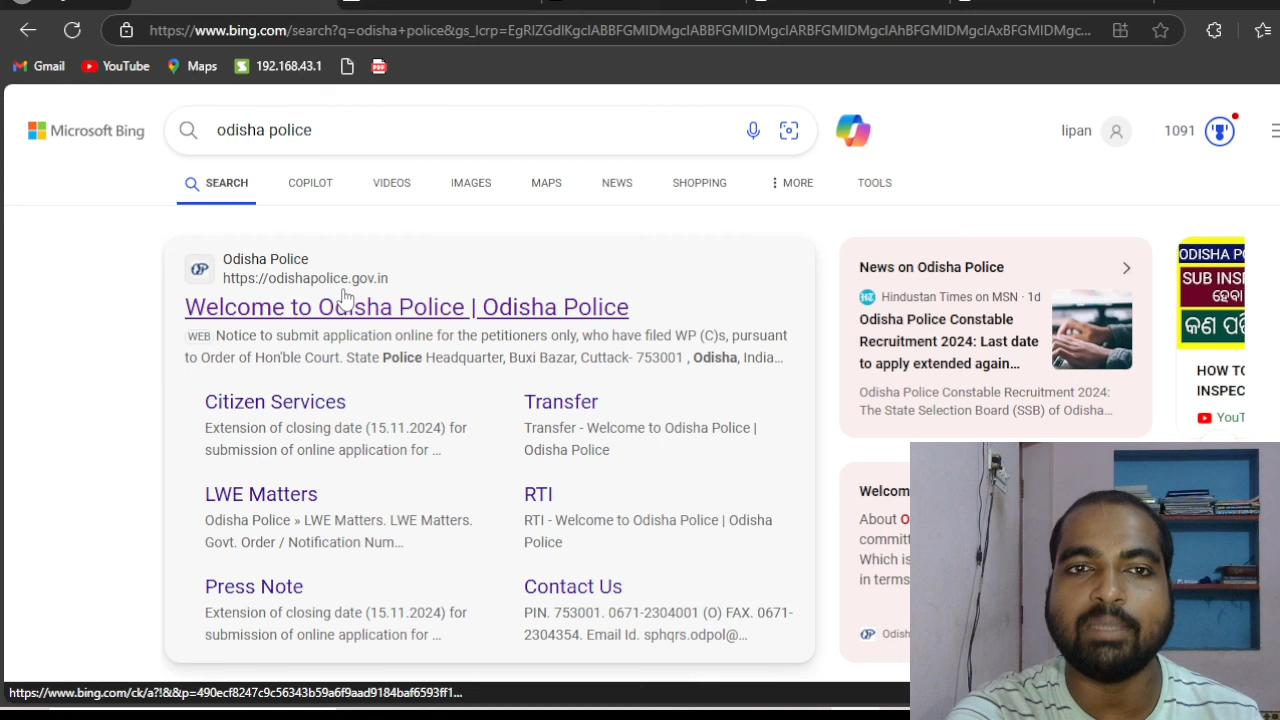 https://www.bing.com/search?q=odisha+police&gs_lcrp=EgRlZGdlKgcIABBFGMIDMgcIABBFGMIDMgcIARBFGMIDMgcIAhBFGMIDMgcIAxBFGMIDMgc...
Gmail
YouTube
Maps
192.168.43.1
Microsoft Bing
odisha police
lipan
1091
SEARCH
COPILOT
VIDEOS
IMAGES
MAPS
NEWS
SHOPPING
MORE
TOOLS
Odisha Police
https://odishapolice.gov.in
Welcome to Odisha Police | Odisha Police
WEB Notice to submit application online for the petitioners only, who have filed WP (C)s, pursuant
to Order of Hon'ble Court. State Police Headquarter, Buxi Bazar, Cuttack- 753001 , Odisha, India...
Citizen Services
Extension of closing date (15.11.2024) for
submission of online application for ...
Transfer
Transfer - Welcome to Odisha Police |
Odisha Police
LWE Matters
Odisha Police » LWE Matters. LWE Matters.
Govt. Order / Notification Num...
RTI
RTI - Welcome to Odisha Police | Odisha
Police
Press Note
Extension of closing date (15.11.2024) for
submission of online application for ...
Contact Us
PIN. 753001. 0671-2304001 (O) FAX. 0671-
2304354. Email Id. sphqrs.odpol@...
News on Odisha Police
Hindustan Times on MSN · 1d
Odisha Police Constable
Recruitment 2024: Last date
to apply extended again...
Odisha Police Constable Recruitment 2024:
The State Selection Board (SSB) of Odisha...
ODISHA PO
SUB INSI
ହେବା
କଣ ପଢ଼ି
HOW TO
INSPEC
YouT
Welcom
About O
committ
Which is
in terms
Odish
https://www.bing.com/ck/a?!&&p=490ecf8247c9c56343b59a6f9aad9184baf6593ff1...